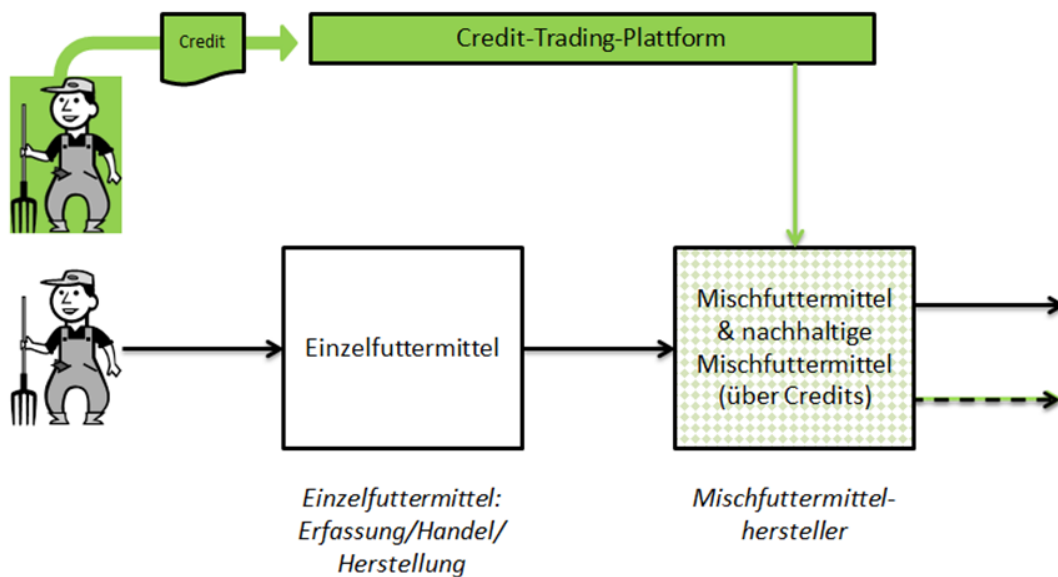 Credit
Credit-Trading-Plattform
Einzelfuttermittel
Mischfuttermittel
& nachhaltige
Mischfuttermittel
(über Credits)
Einzelfuttermittel:
Erfassung/Handel/
Herstellung
Mischfuttermittel-
hersteller